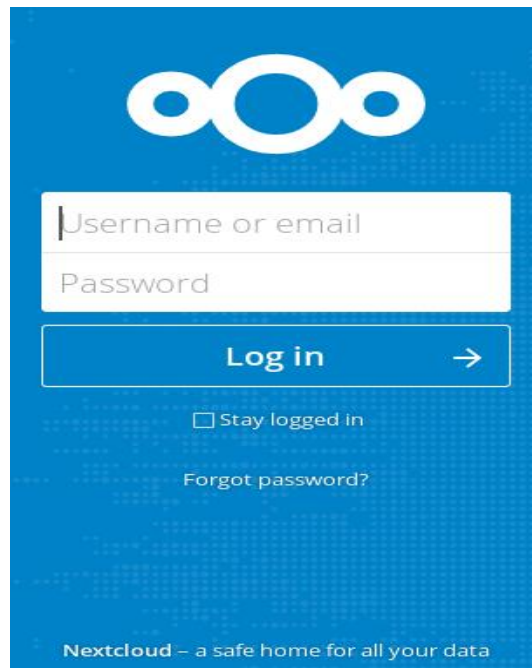 Username or email
Password
Log in
Stay logged in
Forgot password?
Nextcloud – a safe home for all your data